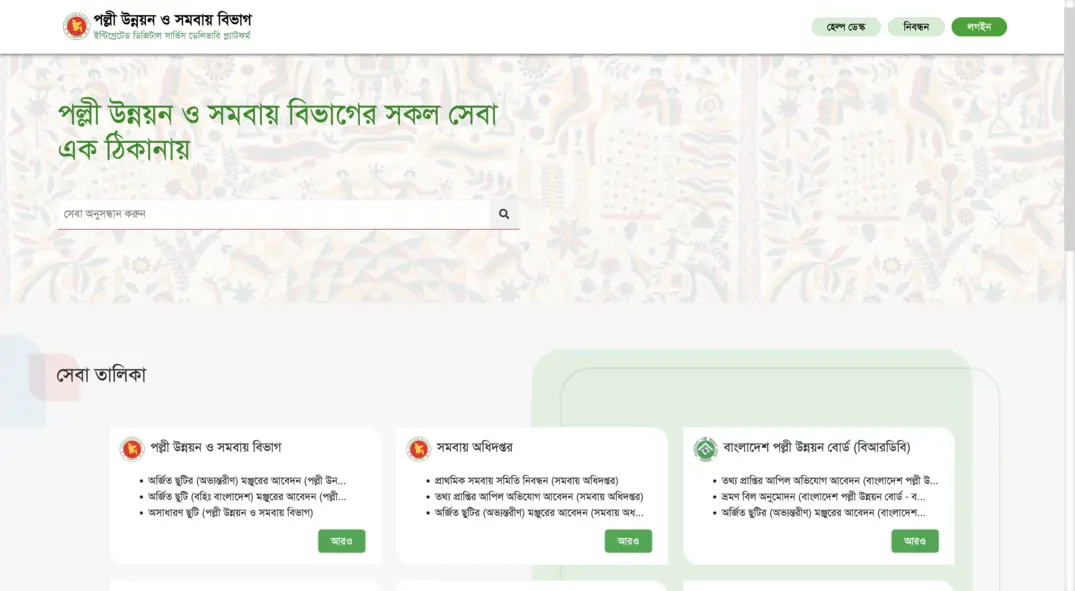 পল্লী উন্নয়ন ও সমবায় বিভাগ
ইন্টিগ্রেটেড ডিজিটাল সার্ভিস ডেলিভারি প্ল্যাটফর্ম
হেল্প ডেস্ক
নিবন্ধন
লগইন
পল্লী উন্নয়ন ও সমবায় বিভাগের সকল সেবা
এক ঠিকানায়
সেবা অনুসন্ধান করুন
সেবা তালিকা
পল্লী উন্নয়ন ও সমবায় বিভাগ
অর্জিত ছুটির (অভ্যন্তরীণ) মঞ্জুরের আবেদন (পল্লী উন...
অর্জিত ছুটি (বহিঃ বাংলাদেশ) মঞ্জুরের আবেদন (পল্লী...
অসাধারণ ছুটি (পল্লী উন্নয়ন ও সমবায় বিভাগ)
আরও
সমবায় অধিদপ্তর
প্রাথমিক সমবায় সমিতি নিবন্ধন (সমবায় অধিদপ্তর)
তথ্য প্রাপ্তির আপিল অভিযোগ আবেদন (সমবায় অধিদপ্তর)
অর্জিত ছুটির (অভ্যন্তরীণ) মঞ্জুরের আবেদন (সমবায় অধ...
আরও
বাংলাদেশ পল্লী উন্নয়ন বোর্ড (বিআরডিবি)
তথ্য প্রাপ্তির আপিল অভিযোগ আবেদন (বাংলাদেশ পল্লী উ...
ভ্রমণ বিল অনুমোদন (বাংলাদেশ পল্লী উন্নয়ন বোর্ড - ব...
অর্জিত ছুটির (অভ্যন্তরীণ) মঞ্জুরের আবেদন (বাংলাদেশ...
আরও